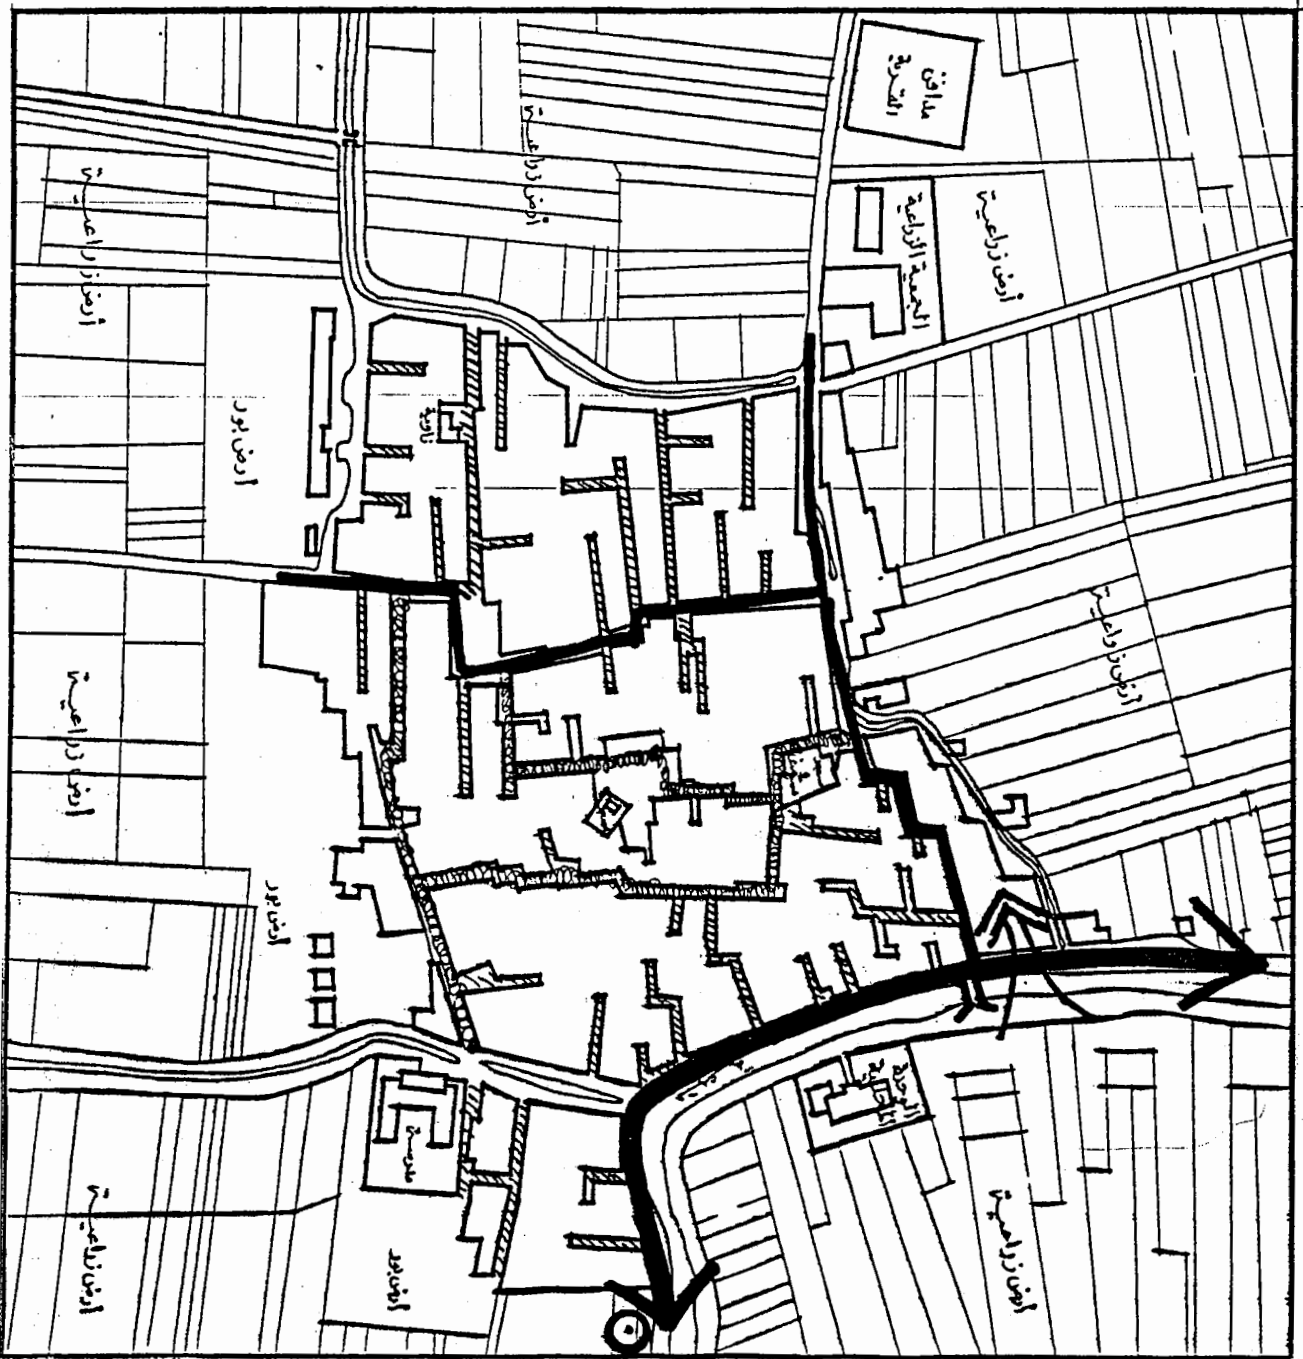 مدافن
القرية
أرض زراعية
أرض زراعية
الجمعية الزراعية
أرض زراعية
زاوية
أرض بور
أرض زراعية
أرض زراعية
أرض بور
الوحدة
مدرسة
أرض زراعية
أرض بور
أرض زراعية